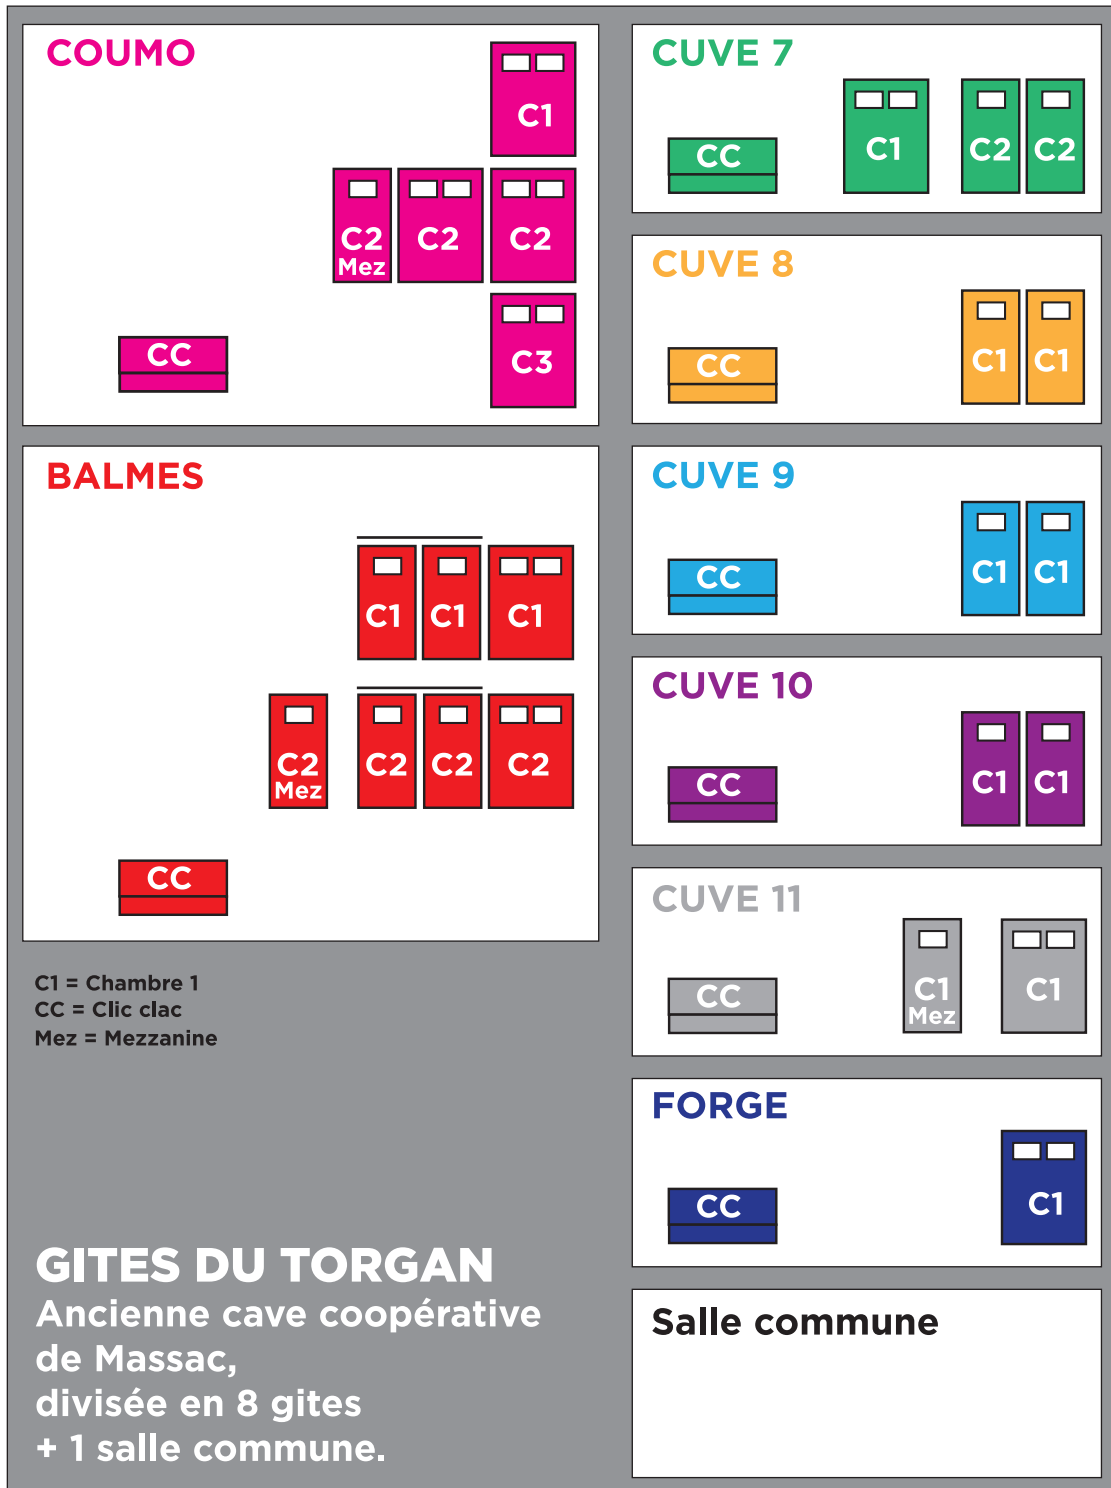 COUMO
C1
C2
Mez
C2
C2
C3
CC
BALMES
C1
C1
C1
C2
Mez
C2
C2
C2
CC
C1 = Chambre 1
CC = Clic clac
Mez = Mezzanine
GITES DU TORGAN
Ancienne cave coopérative
de Massac,
divisée en 8 gites
+ 1 salle commune.
CUVE 7
CC
C1
C2
C2
CUVE 8
CC
C1
C1
CUVE 9
CC
C1
C1
CUVE 10
CC
C1
C1
CUVE 11
CC
C1
Mez
C1
FORGE
CC
C1
Salle commune